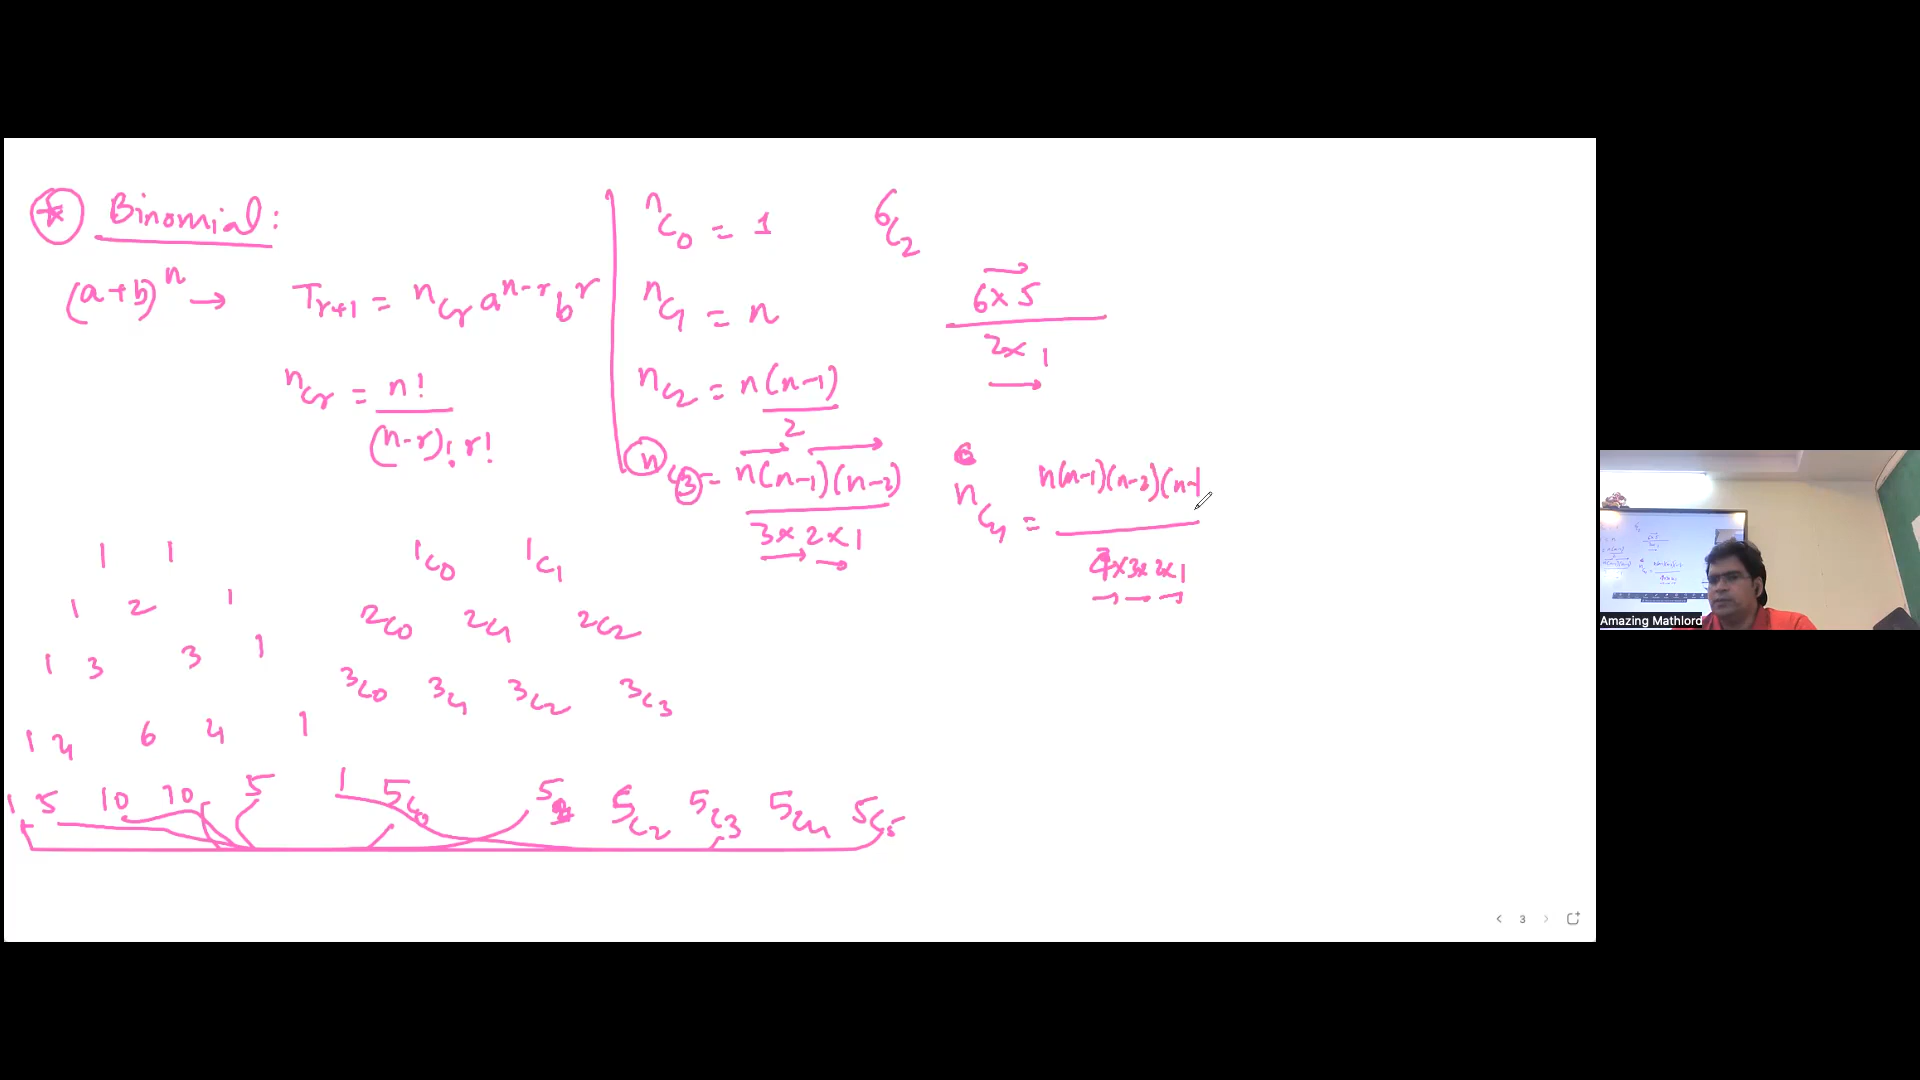 * Binomial:
(a+b)^n → T_{r+1} = nC_r a^{n-r} b^r
nC_r = n! / (n-r)! r!
nC_0 = 1
nC_1 = n
nC_2 = n(n-1) / 2
nC_3 = n(n-1)(n-2) / 3×2×1
6C_2
6×5 / 2×1
nC_4 = n(n-1)(n-2)(n- / 4×3×2×1
1 1
1 2 1
1 3 3 1
1 4 6 4 1
1 5 10 10 5 1
1C_0 1C_1
2C_0 2C_1 2C_2
3C_0 3C_1 3C_2 3C_3
5C_0 5 5C_2 5C_3 5C_4 5C_5
3
Amazing Mathlord